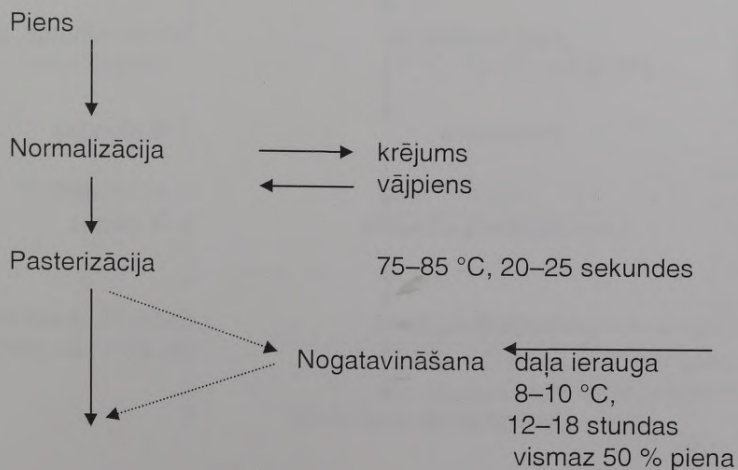 Piens
Normalizācija
krējums
vājpiens
Pasterizācija
75–85 °C, 20–25 sekundes
Nogatavināšana
daļa ierauga
8–10 °C,
12–18 stundas
vismaz 50 % piena